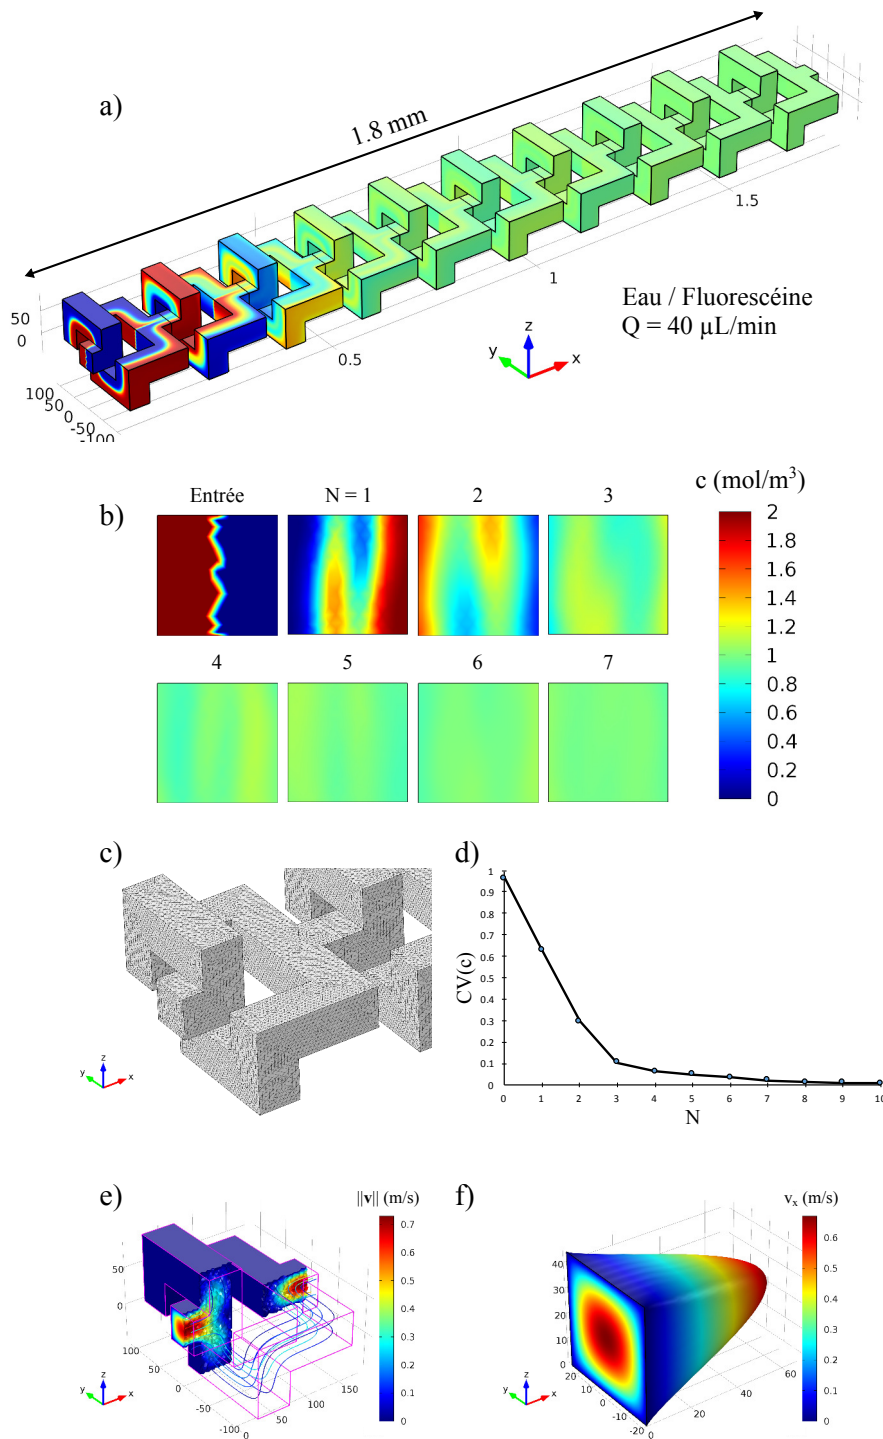 a)
1.8 mm
50
0
100
50
0
-50
-100
0.5
1
1.5
Eau / Fluorescéine
Q = 40 µL/min
z
y
x
b)
Entrée
N = 1
2
3
4
5
6
7
c (mol/m³)
2
1.8
1.6
1.4
1.2
1
0.8
0.6
0.4
0.2
0
c)
z
y
x
d)
CV(c)
1
0.9
0.8
0.7
0.6
0.5
0.4
0.3
0.2
0.1
0
0 1 2 3 4 5 6 7 8 9 10
N
e)
||v|| (m/s)
0.7
0.6
0.5
0.4
0.3
0.2
0.1
0
50
0
100
50
0
-50
-100
0
50
100
150
z
y
x
f)
vₓ (m/s)
0.6
0.5
0.4
0.3
0.2
0.1
0
40
30
20
10
0
20
10
0
-10
-20
0
20
40
60
z
y
x